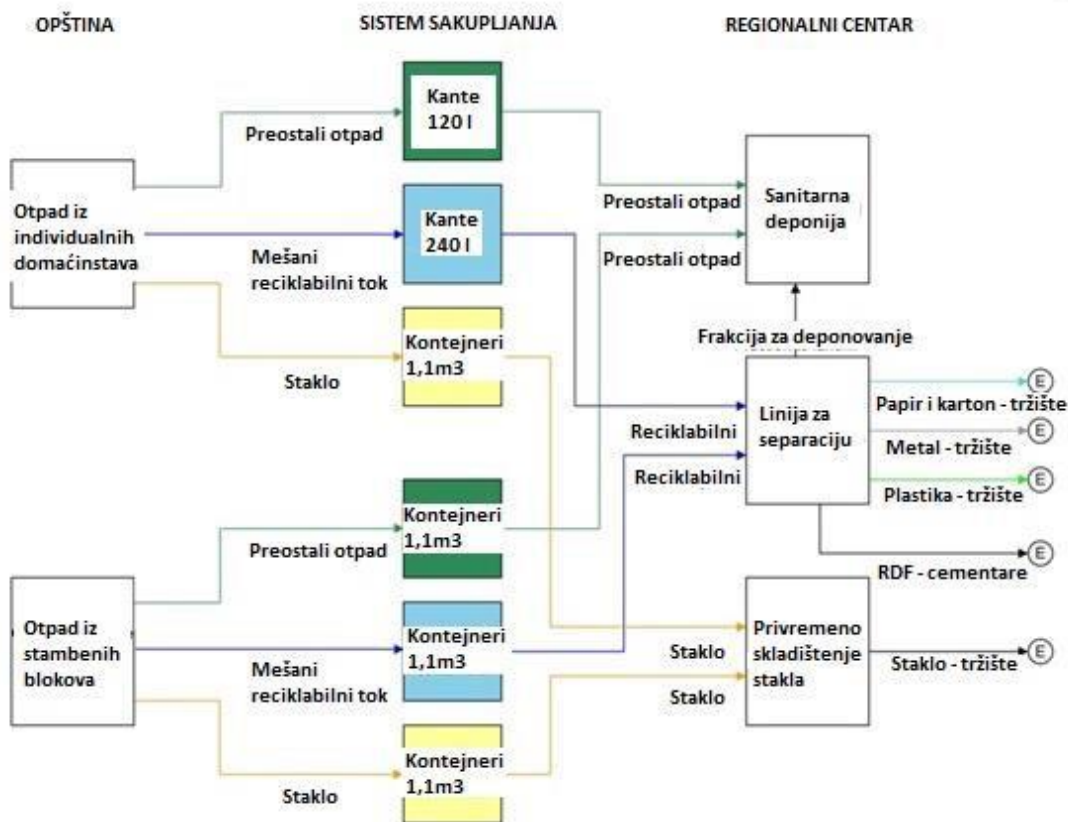 OPŠTINA
SISTEM SAKUPLJANJA
REGIONALNI CENTAR
Kante
120 l
Preostali otpad
Otpad iz
individualnih
domaćinstava
Kante
240 l
Mešani
reciklabilni tok
Kontejneri
1,1m3
Staklo
Preostali otpad
Preostali otpad
Sanitarna
deponija
Frakcija za deponovanje
Linija za
separaciju
Reciklabilni
Reciklabilni
E
Papir i karton - tržište
E
Metal - tržište
E
Plastika - tržište
E
RDF - cementare
Kontejneri
1,1m3
Preostali otpad
Otpad iz
stambenih
blokova
Kontejneri
1,1m3
Mešani
reciklabilni tok
Kontejneri
1,1m3
Staklo
Staklo
Staklo
Privremeno
skladištenje
stakla
E
Staklo - tržište